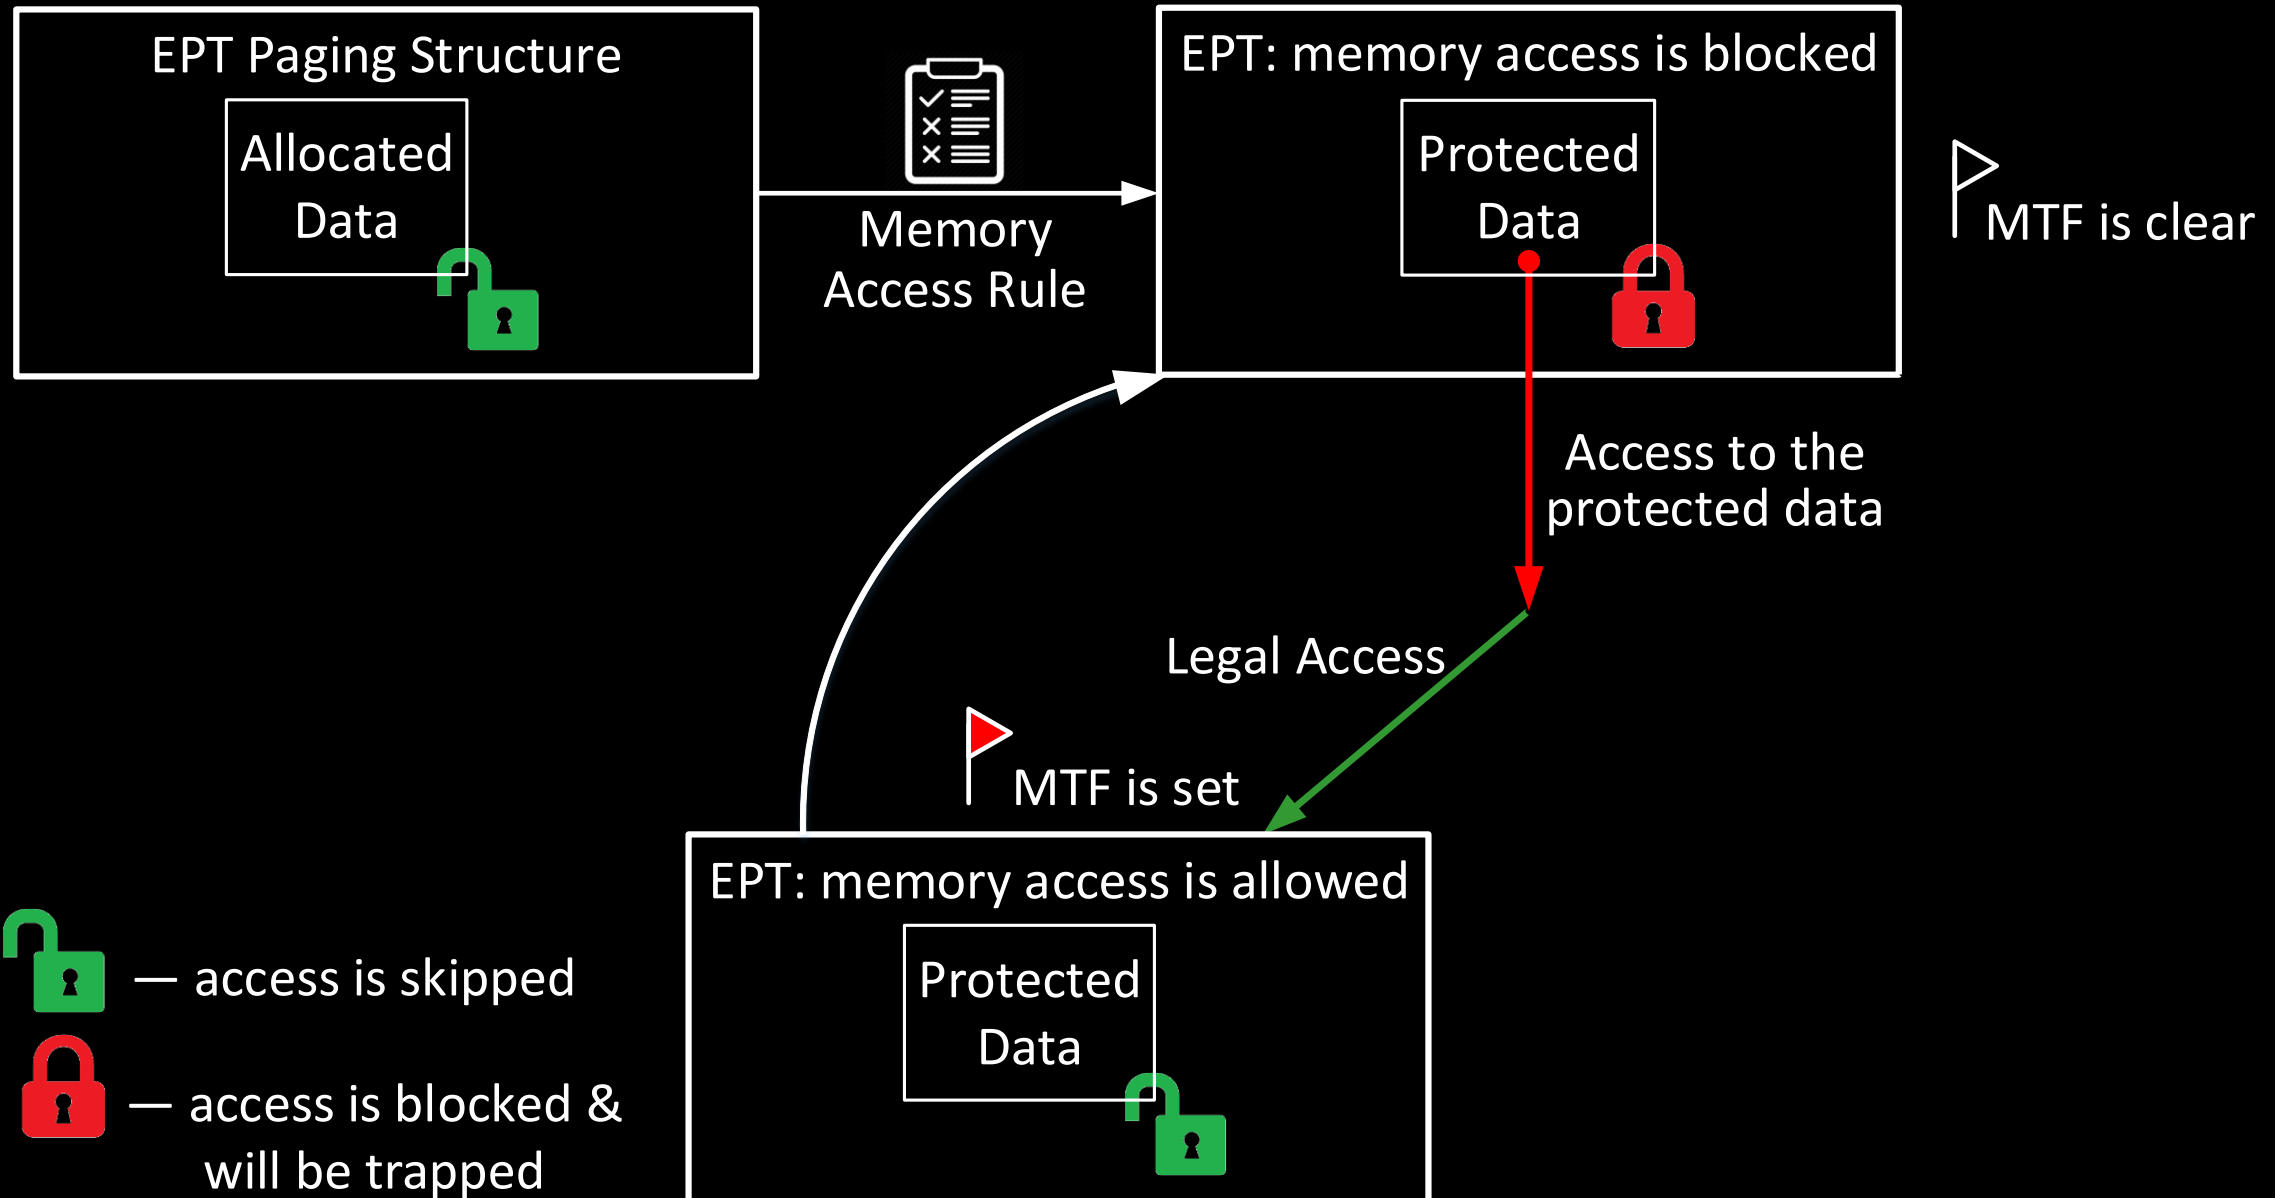 EPT Paging Structure
Allocated
Data
Memory
Access Rule
EPT: memory access is blocked
Protected
Data
MTF is clear
Access to the
protected data
Legal Access
MTF is set
EPT: memory access is allowed
Protected
Data
— access is skipped
— access is blocked &
will be trapped